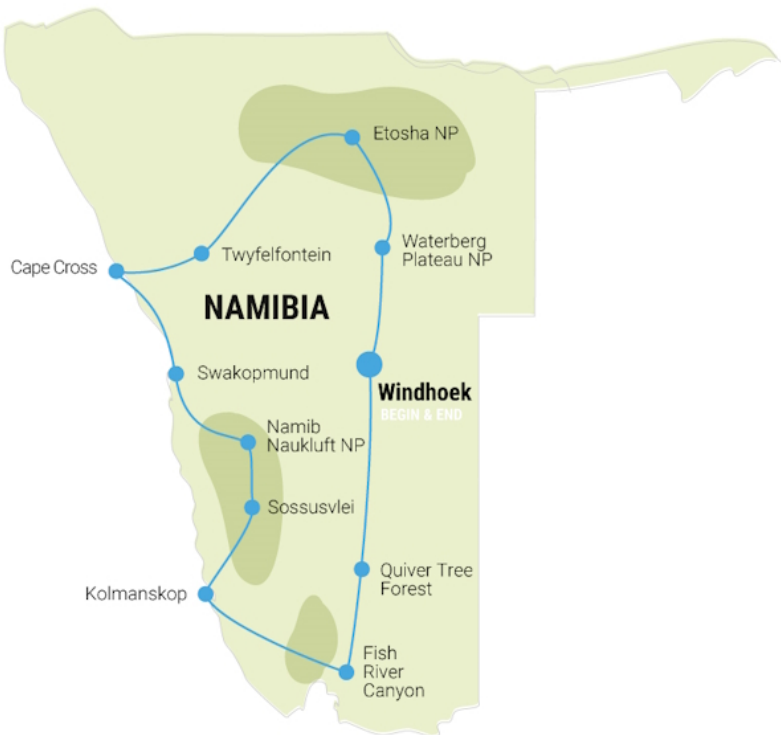 Etosha NP
Waterberg
Plateau NP
Twyfelfontein
Cape Cross
NAMIBIA
Swakopmund
Windhoek
BEGIN & END
Namib
Naukluft NP
Sossusvlei
Quiver Tree
Forest
Kolmanskop
Fish
River
Canyon